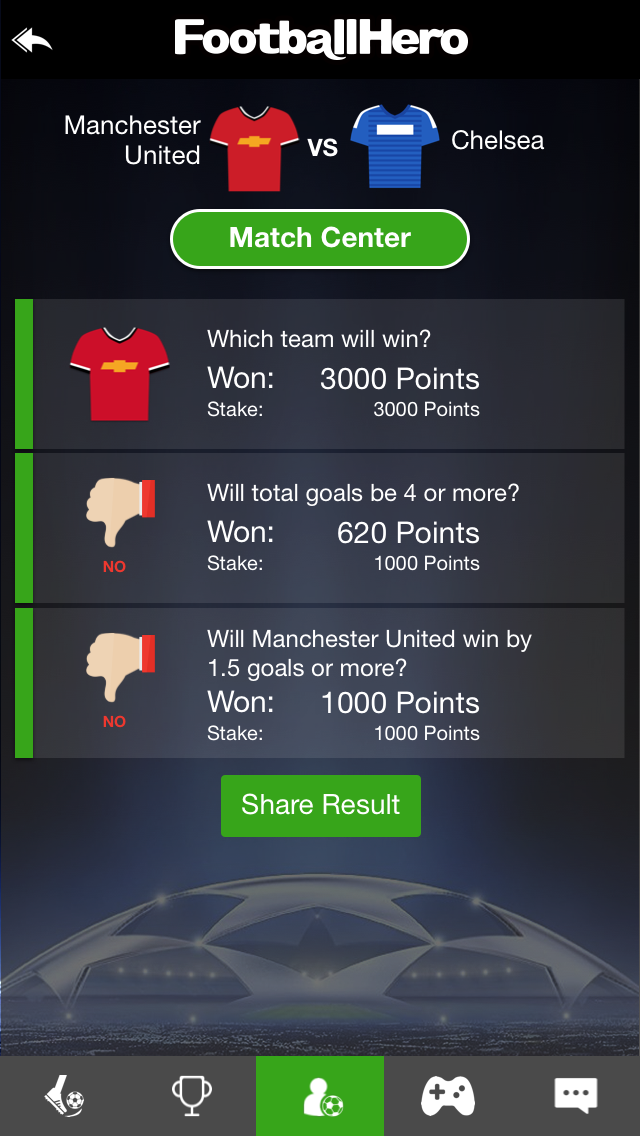 FootballHero
Manchester
United
vs
Chelsea
Match Center
Which team will win?
Won: 3000 Points
Stake: 3000 Points
Will total goals be 4 or more?
Won: 620 Points
Stake: 1000 Points
NO
Will Manchester United win by
1.5 goals or more?
Won: 1000 Points
Stake: 1000 Points
NO
Share Result